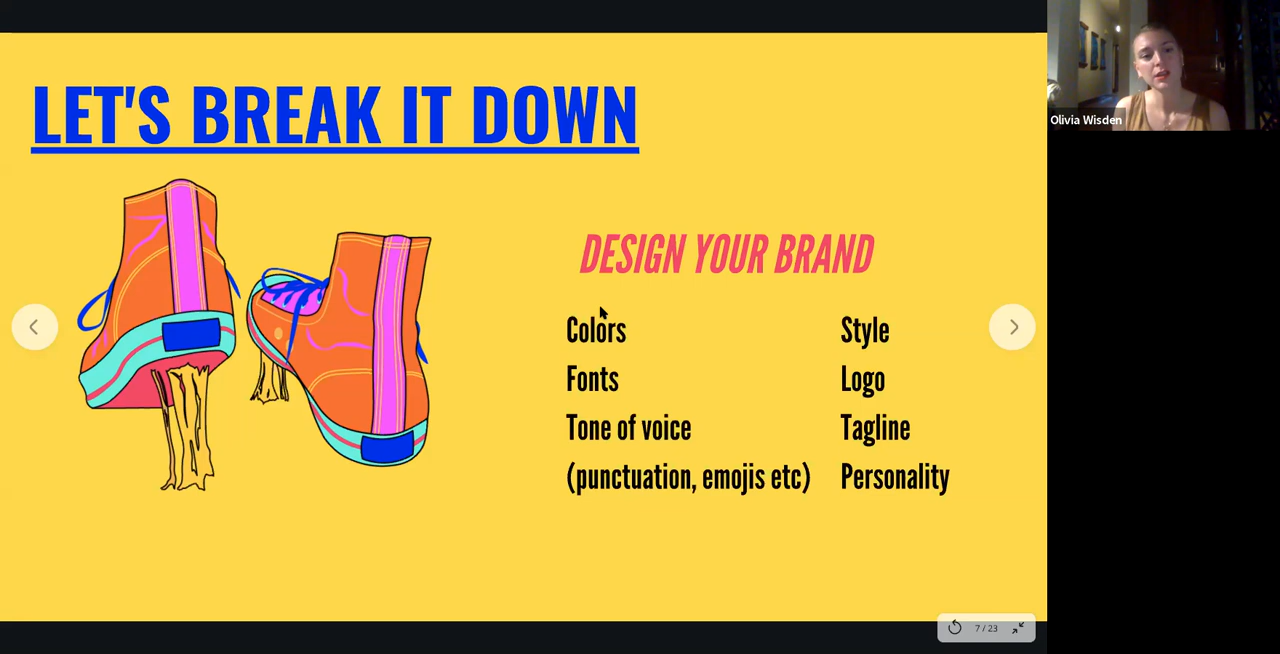 LET'S BREAK IT DOWN
Olivia Wisden
DESIGN YOUR BRAND
Colors
Fonts
Tone of voice
(punctuation, emojis etc)
Style
Logo
Tagline
Personality
7 / 23